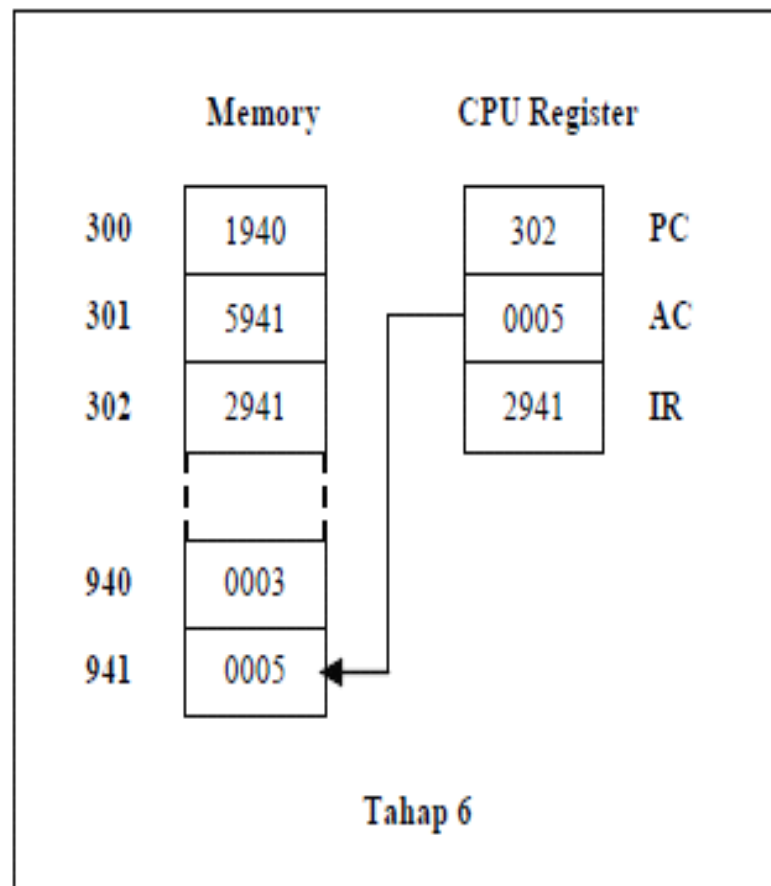 Memory CPU Register
300 1940 302 PC
301 5941 0005 AC
302 2941 2941 IR
940 0003
941 0005
Tahap 6